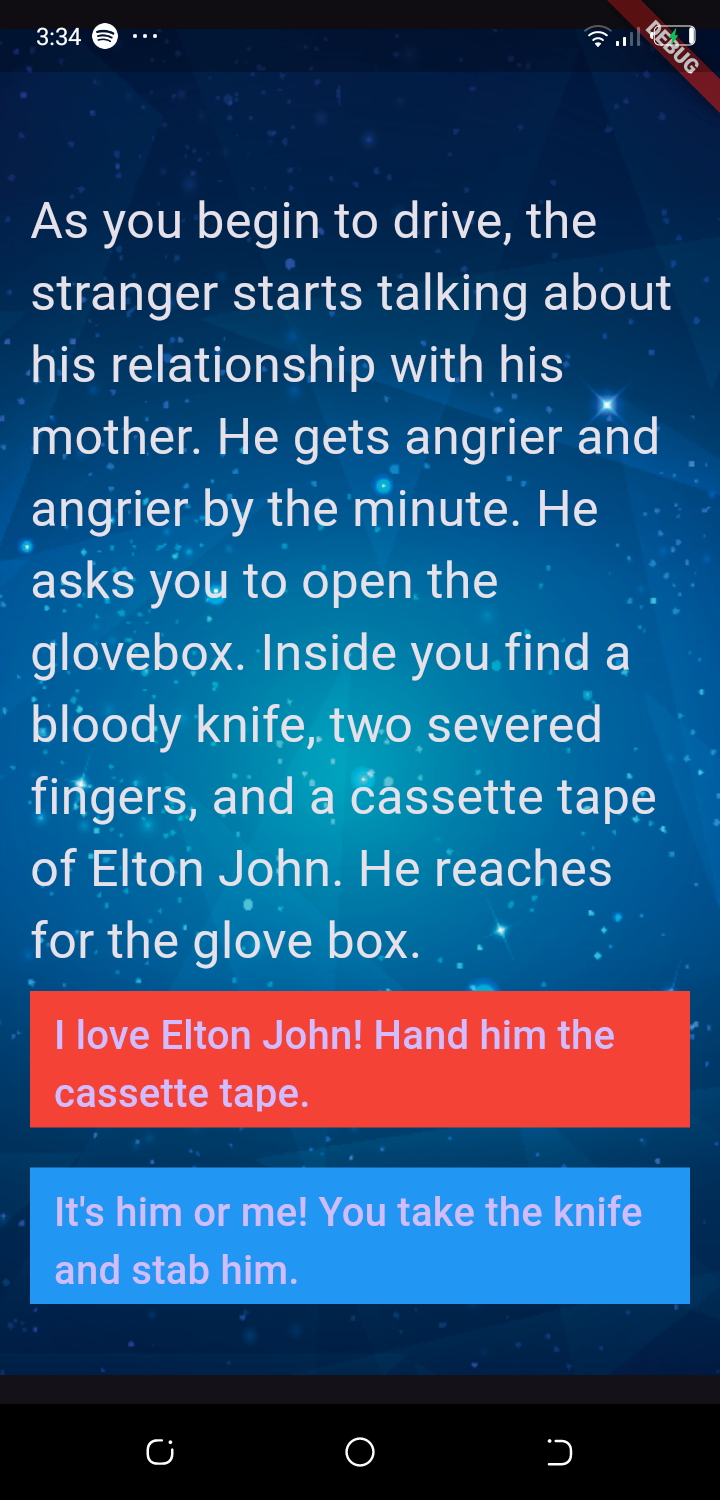 3:34
DEBUG
As you begin to drive, the
stranger starts talking about
his relationship with his
mother. He gets angrier and
angrier by the minute. He
asks you to open the
glovebox. Inside you find a
bloody knife, two severed
fingers, and a cassette tape
of Elton John. He reaches
for the glove box.
I love Elton John! Hand him the
cassette tape.
It's him or me! You take the knife
and stab him.